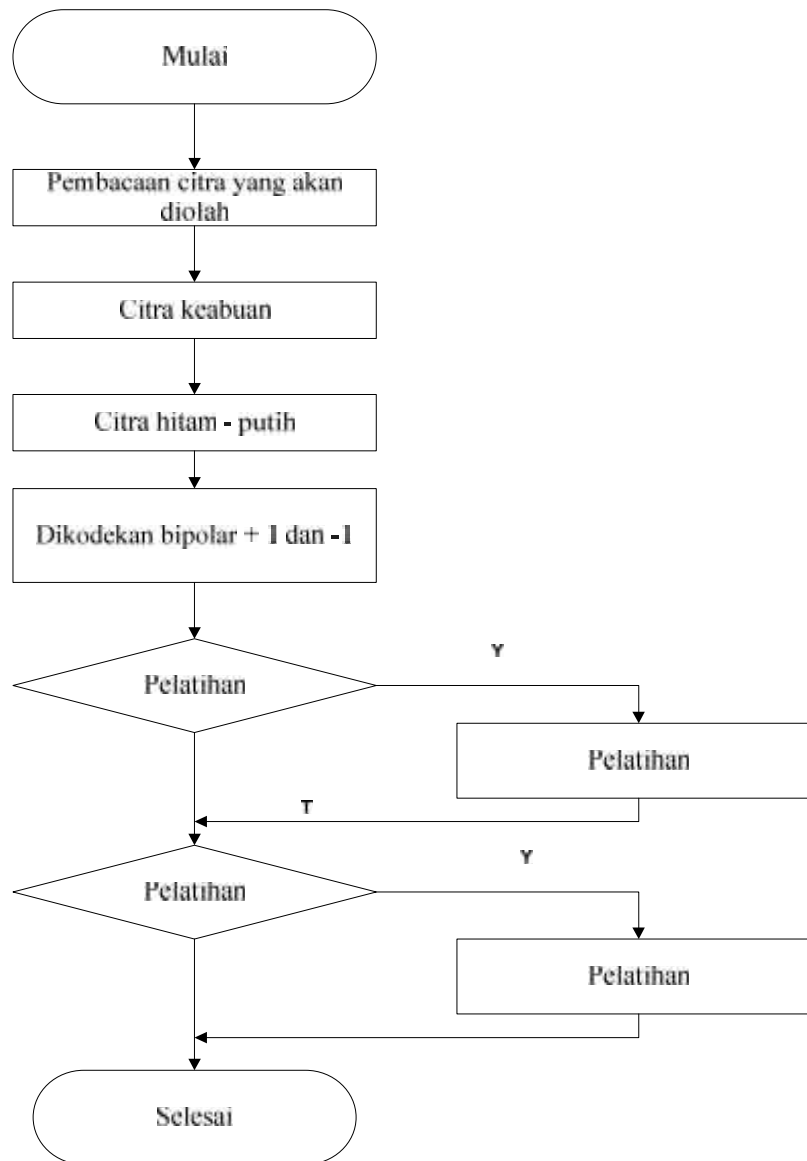 Mulai
Pembacaan citra yang akan
diolah
Citra keabuan
Citra hitam - putih
Dikodekan bipolar + 1 dan -1
Pelatihan
Y
Pelatihan
T
Pelatihan
Y
Pelatihan
Selesai